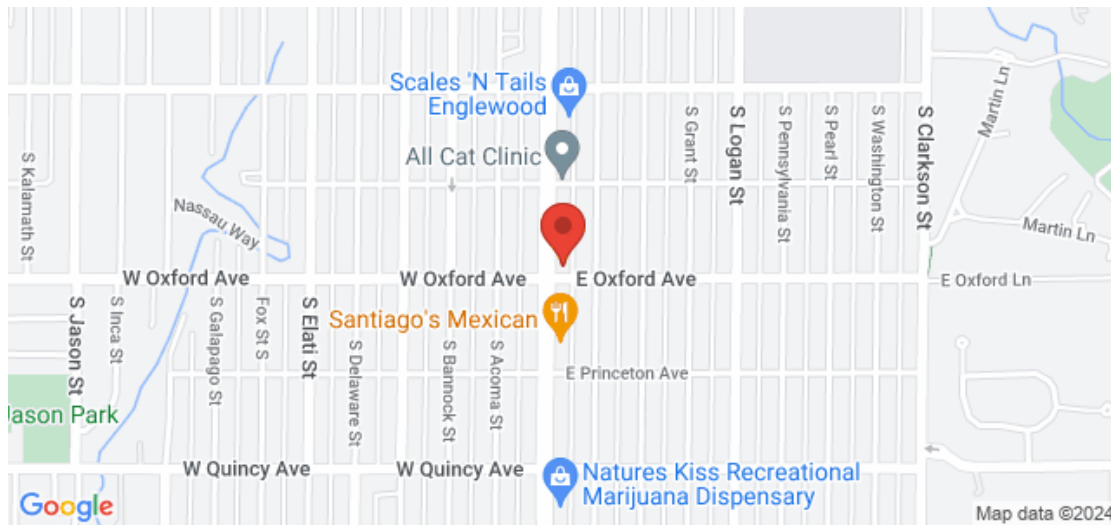 Scales 'N Tails
Englewood
All Cat Clinic
S Kalamath St
Nassau Way
S Grant St
S Logan St
S Pennsylvania St
S Pearl St
S Washington St
S Clarkson St
Martin Ln
Martin Ln
W Oxford Ave
W Oxford Ave
E Oxford Ave
E Oxford Ln
S Jason St
S Inca St
S Galapago St
Fox St S
S Elati St
S Delaware St
S Bannock St
S Acoma St
Santiago's Mexican
E Princeton Ave
Jason Park
W Quincy Ave
W Quincy Ave
Natures Kiss Recreational
Marijuana Dispensary
Google
Map data ©2024